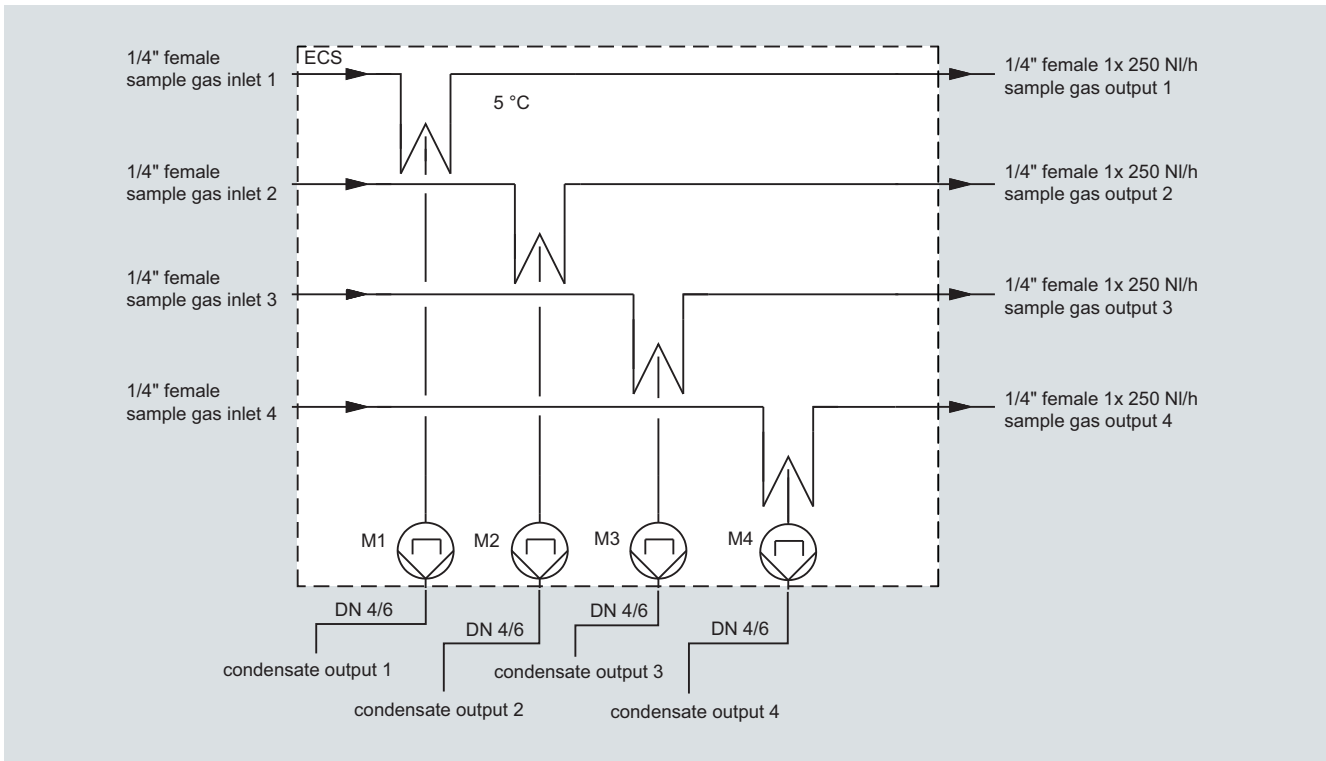 1/4" female
sample gas inlet 1
ECS
5 °C
1/4" female 1x 250 Nl/h
sample gas output 1
1/4" female
sample gas inlet 2
1/4" female 1x 250 Nl/h
sample gas output 2
1/4" female
sample gas inlet 3
1/4" female 1x 250 Nl/h
sample gas output 3
1/4" female
sample gas inlet 4
1/4" female 1x 250 Nl/h
sample gas output 4
M1
M2
M3
M4
DN 4/6
DN 4/6
DN 4/6
DN 4/6
condensate output 1
condensate output 3
condensate output 2
condensate output 4